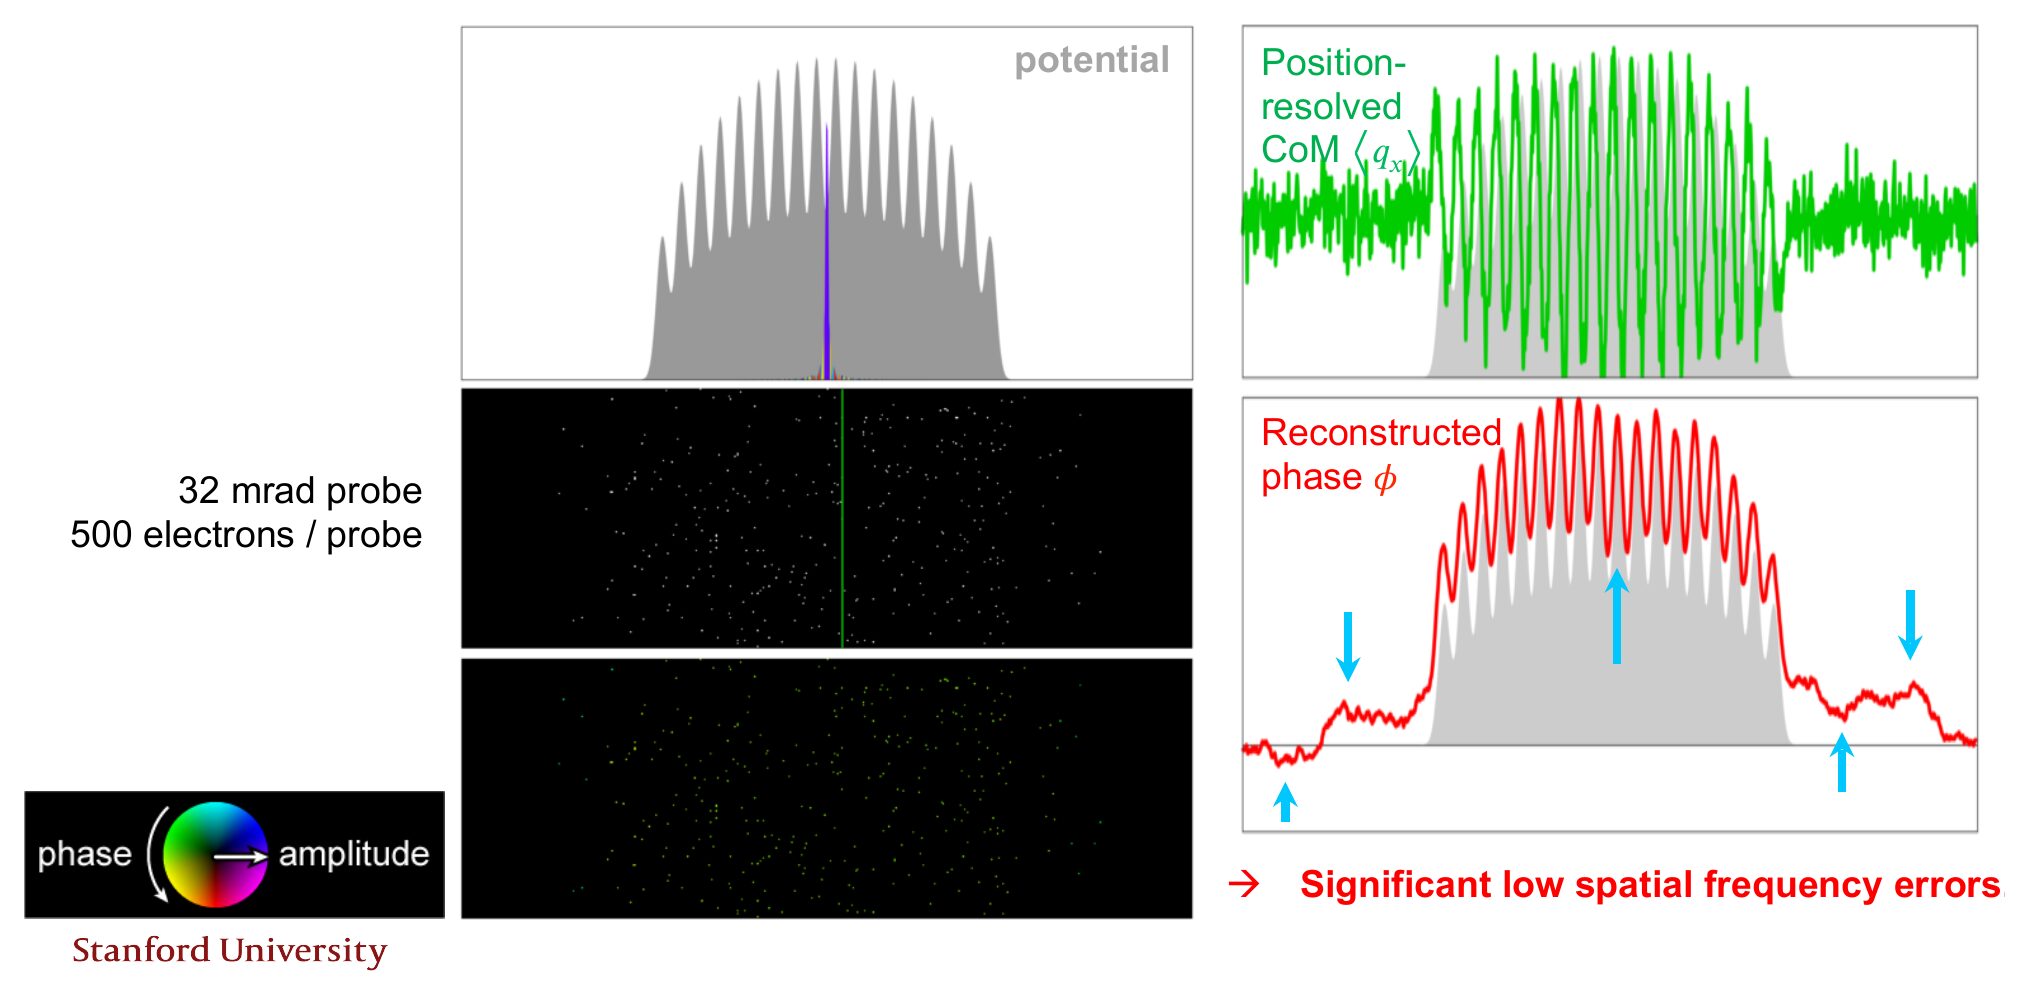 potential
Position-
resolved
CoM ⟨qₓ⟩
32 mrad probe
500 electrons / probe
Reconstructed
phase ϕ
phase
amplitude
→ Significant low spatial frequency errors.
Stanford University